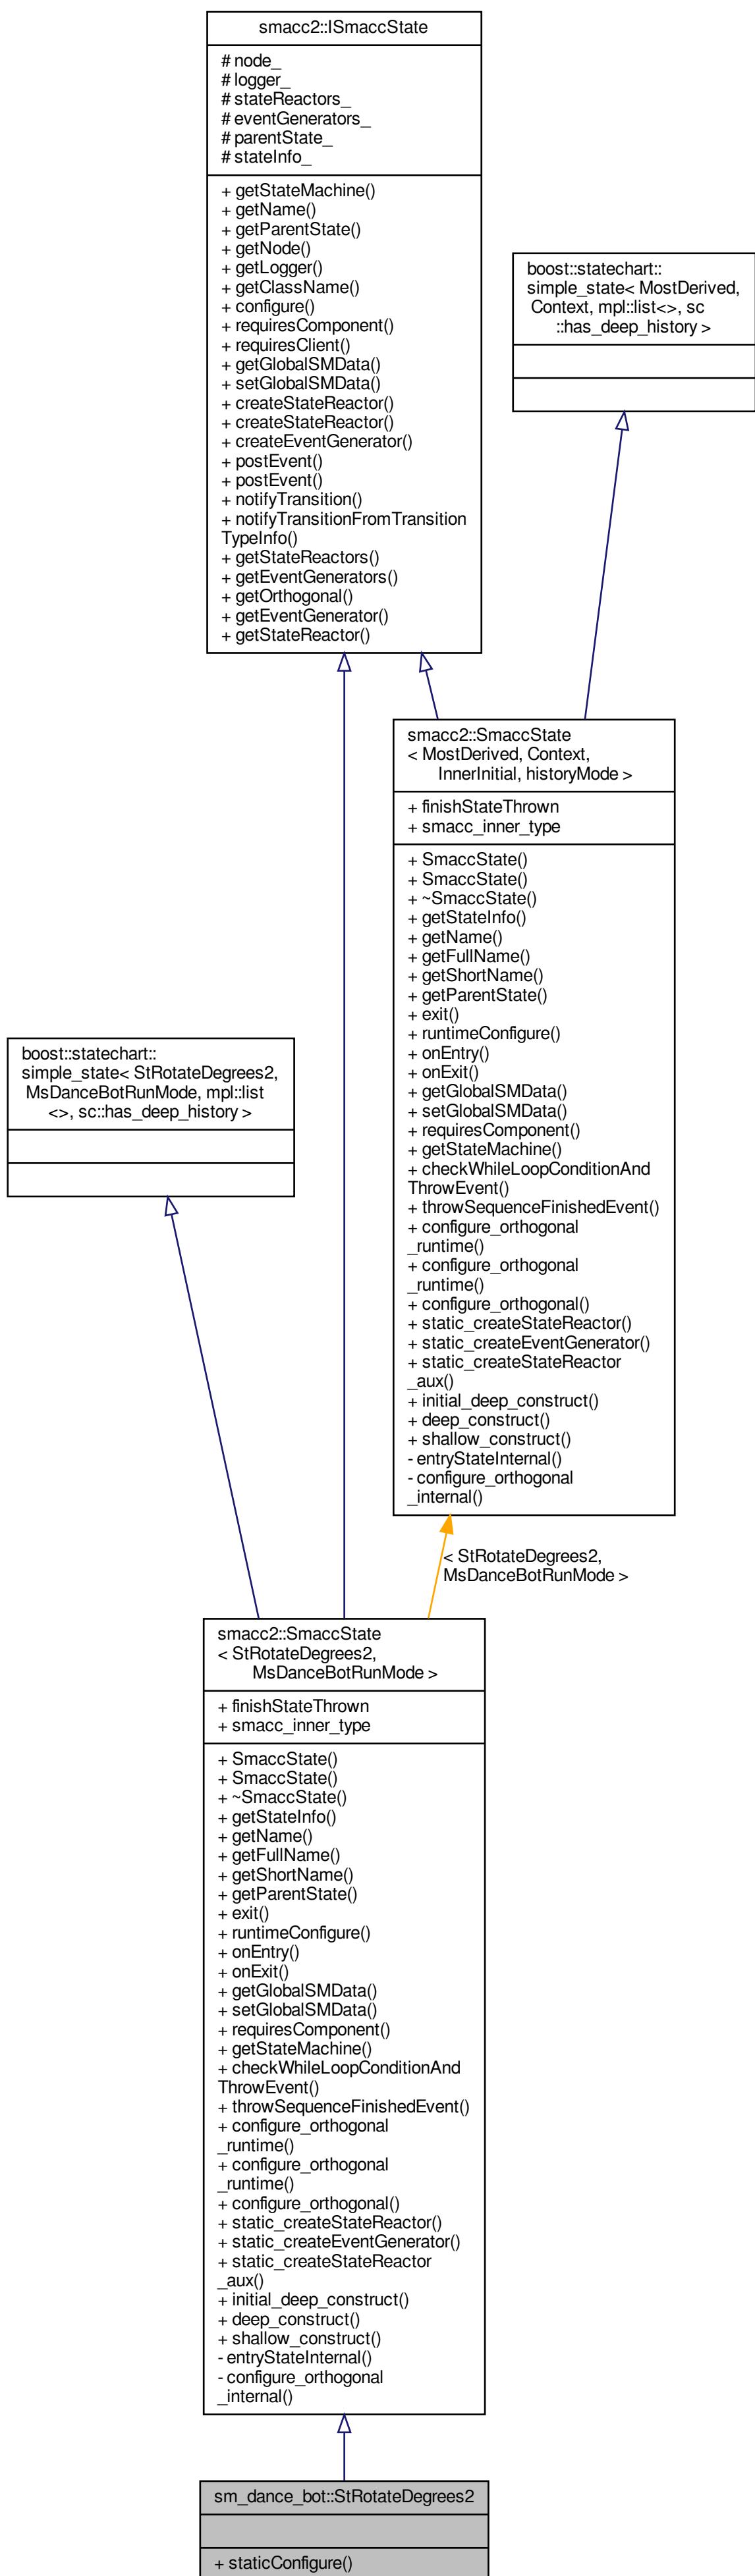 smacc2::ISmaccState
# node_
# logger_
# stateReactors_
# eventGenerators_
# parentState_
# stateInfo_
+ getStateMachine()
+ getName()
+ getParentState()
+ getNode()
+ getLogger()
+ getClassName()
+ configure()
+ requiresComponent()
+ requiresClient()
+ getGlobalSMData()
+ setGlobalSMData()
+ createStateReactor()
+ createStateReactor()
+ createEventGenerator()
+ postEvent()
+ postEvent()
+ notifyTransition()
+ notifyTransitionFromTransition
TypeInfo()
+ getStateReactors()
+ getEventGenerators()
+ getOrthogonal()
+ getEventGenerator()
+ getStateReactor()
boost::statechart::
simple_state< MostDerived,
Context, mpl::list<>, sc
::has_deep_history >
smacc2::SmaccState
< MostDerived, Context,
InnerInitial, historyMode >
+ finishStateThrown
+ smacc_inner_type
+ SmaccState()
+ SmaccState()
+ ~SmaccState()
+ getStateInfo()
+ getName()
+ getFullName()
+ getShortName()
+ getParentState()
+ exit()
+ runtimeConfigure()
+ onEntry()
+ onExit()
+ getGlobalSMData()
+ setGlobalSMData()
+ requiresComponent()
+ getStateMachine()
+ checkWhileLoopConditionAnd
ThrowEvent()
+ throwSequenceFinishedEvent()
+ configure_orthogonal
_runtime()
+ configure_orthogonal
_runtime()
+ configure_orthogonal()
+ static_createStateReactor()
+ static_createEventGenerator()
+ static_createStateReactor
_aux()
+ initial_deep_construct()
+ deep_construct()
+ shallow_construct()
- entryStateInternal()
- configure_orthogonal
_internal()
boost::statechart::
simple_state< StRotateDegrees2,
MsDanceBotRunMode, mpl::list
<>, sc::has_deep_history >
< StRotateDegrees2,
MsDanceBotRunMode >
smacc2::SmaccState
< StRotateDegrees2,
MsDanceBotRunMode >
+ finishStateThrown
+ smacc_inner_type
+ SmaccState()
+ SmaccState()
+ ~SmaccState()
+ getStateInfo()
+ getName()
+ getFullName()
+ getShortName()
+ getParentState()
+ exit()
+ runtimeConfigure()
+ onEntry()
+ onExit()
+ getGlobalSMData()
+ setGlobalSMData()
+ requiresComponent()
+ getStateMachine()
+ checkWhileLoopConditionAnd
ThrowEvent()
+ throwSequenceFinishedEvent()
+ configure_orthogonal
_runtime()
+ configure_orthogonal
_runtime()
+ configure_orthogonal()
+ static_createStateReactor()
+ static_createEventGenerator()
+ static_createStateReactor
_aux()
+ initial_deep_construct()
+ deep_construct()
+ shallow_construct()
- entryStateInternal()
- configure_orthogonal
_internal()
sm_dance_bot::StRotateDegrees2
+ staticConfigure()